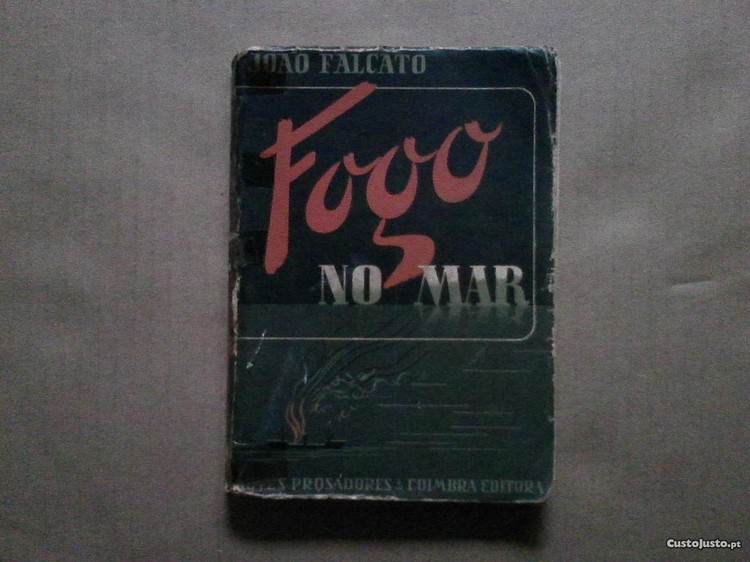 JOÃO FALCATO
Fogo
NO MAR
PROSADORES COIMBRA EDITORA
CustoJusto.pt